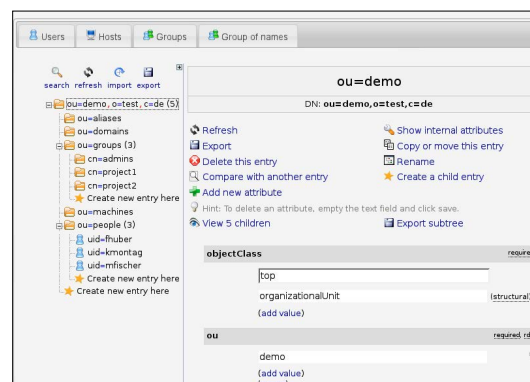 Users Hosts Groups Group of names
search refresh import export
ou=demo, o=test, c=de (5)
ou=aliases
ou=domains
ou=groups (3)
cn=admins
cn=project1
cn=project2
Create new entry here
ou=machines
ou=people (3)
uid=fhuber
uid=kmontag
uid=mfischer
Create new entry here
Create new entry here
ou=demo
DN: ou=demo,o=test,c=de
Refresh Show internal attributes
Export Copy or move this entry
Delete this entry Rename
Compare with another entry Create a child entry
Add new attribute
Hint: To delete an attribute, empty the text field and click save.
View 5 children Export subtree
objectClass require
top
organizationalUnit (structural)
(add value)
ou required, rd
demo
(add value)